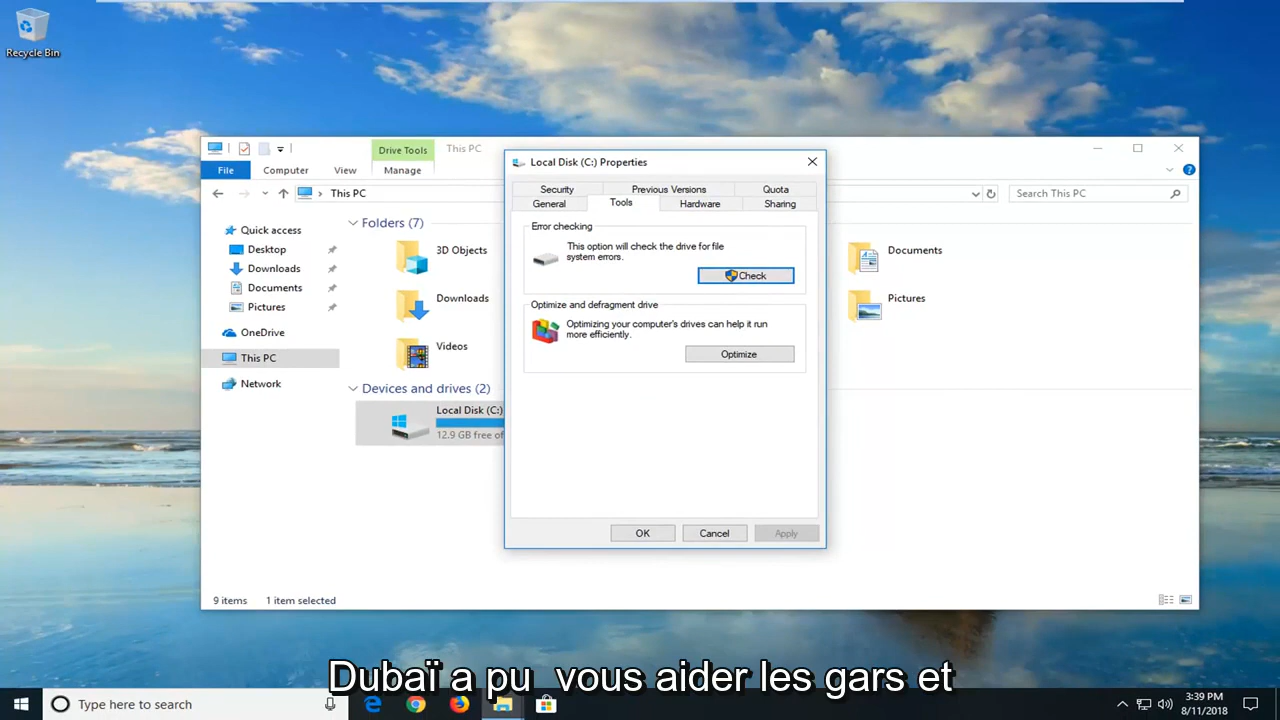 Recycle Bin
Drive Tools
This PC
File
Computer
View
Manage
This PC
Search This PC
Quick access
Desktop
Downloads
Documents
Pictures
OneDrive
This PC
Network
Folders (7)
3D Objects
Downloads
Videos
Documents
Pictures
Devices and drives (2)
Local Disk (C:)
12.9 GB free of
9 items
1 item selected
Local Disk (C:) Properties
Security
Previous Versions
Quota
General
Tools
Hardware
Sharing
Error checking
This option will check the drive for file
system errors.
Check
Optimize and defragment drive
Optimizing your computer's drives can help it run
more efficiently.
Optimize
OK
Cancel
Apply
Dubaï a pu vous aider les gars et
Type here to search
3:39 PM
8/11/2018